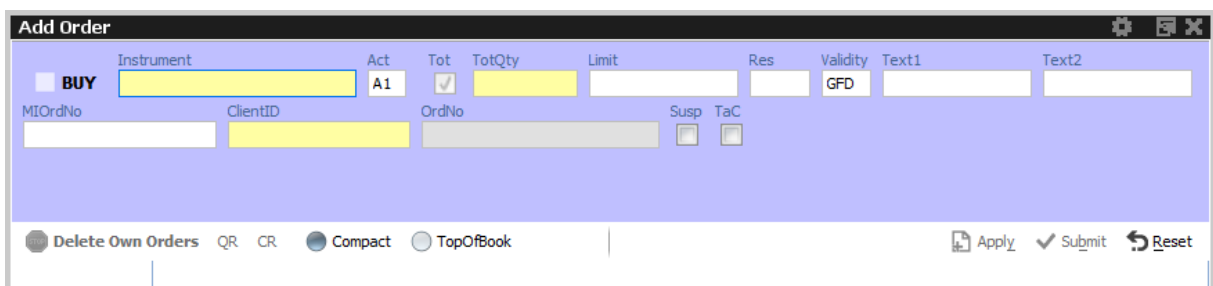 Add Order
Instrument Act Tot TotQty Limit Res Validity Text1 Text2
BUY A1 GFD
MIOrdNo ClientID OrdNo Susp TaC
STOP Delete Own Orders QR CR Compact TopOfBook Apply Submit Reset